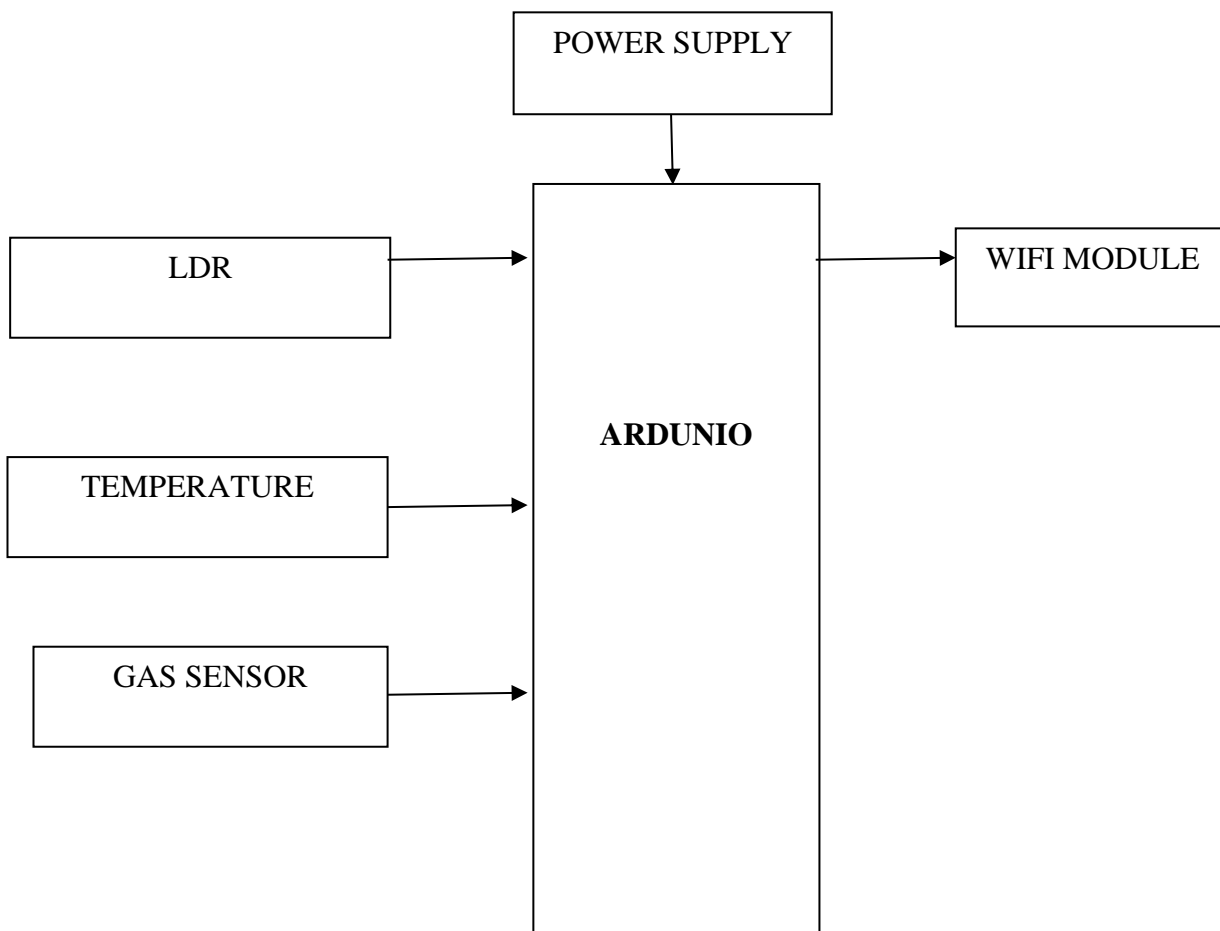 POWER SUPPLY
LDR
WIFI MODULE
ARDUNIO
TEMPERATURE
GAS SENSOR